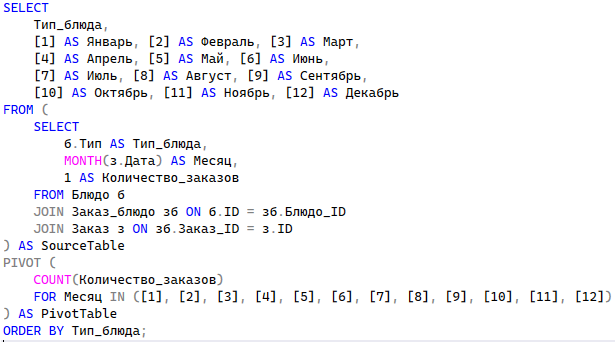 SELECT
    Тип_блюда,
    [1] AS Январь, [2] AS Февраль, [3] AS Март,
    [4] AS Апрель, [5] AS Май, [6] AS Июнь,
    [7] AS Июль, [8] AS Август, [9] AS Сентябрь,
    [10] AS Октябрь, [11] AS Ноябрь, [12] AS Декабрь
FROM (
    SELECT
        б.Тип AS Тип_блюда,
        MONTH(з.Дата) AS Месяц,
        1 AS Количество_заказов
    FROM Блюдо б
    JOIN Заказ_блюдо зб ON б.ID = зб.Блюдо_ID
    JOIN Заказ з ON зб.Заказ_ID = з.ID
) AS SourceTable
PIVOT (
    COUNT(Количество_заказов)
    FOR Месяц IN ([1], [2], [3], [4], [5], [6], [7], [8], [9], [10], [11], [12])
) AS PivotTable
ORDER BY Тип_блюда;